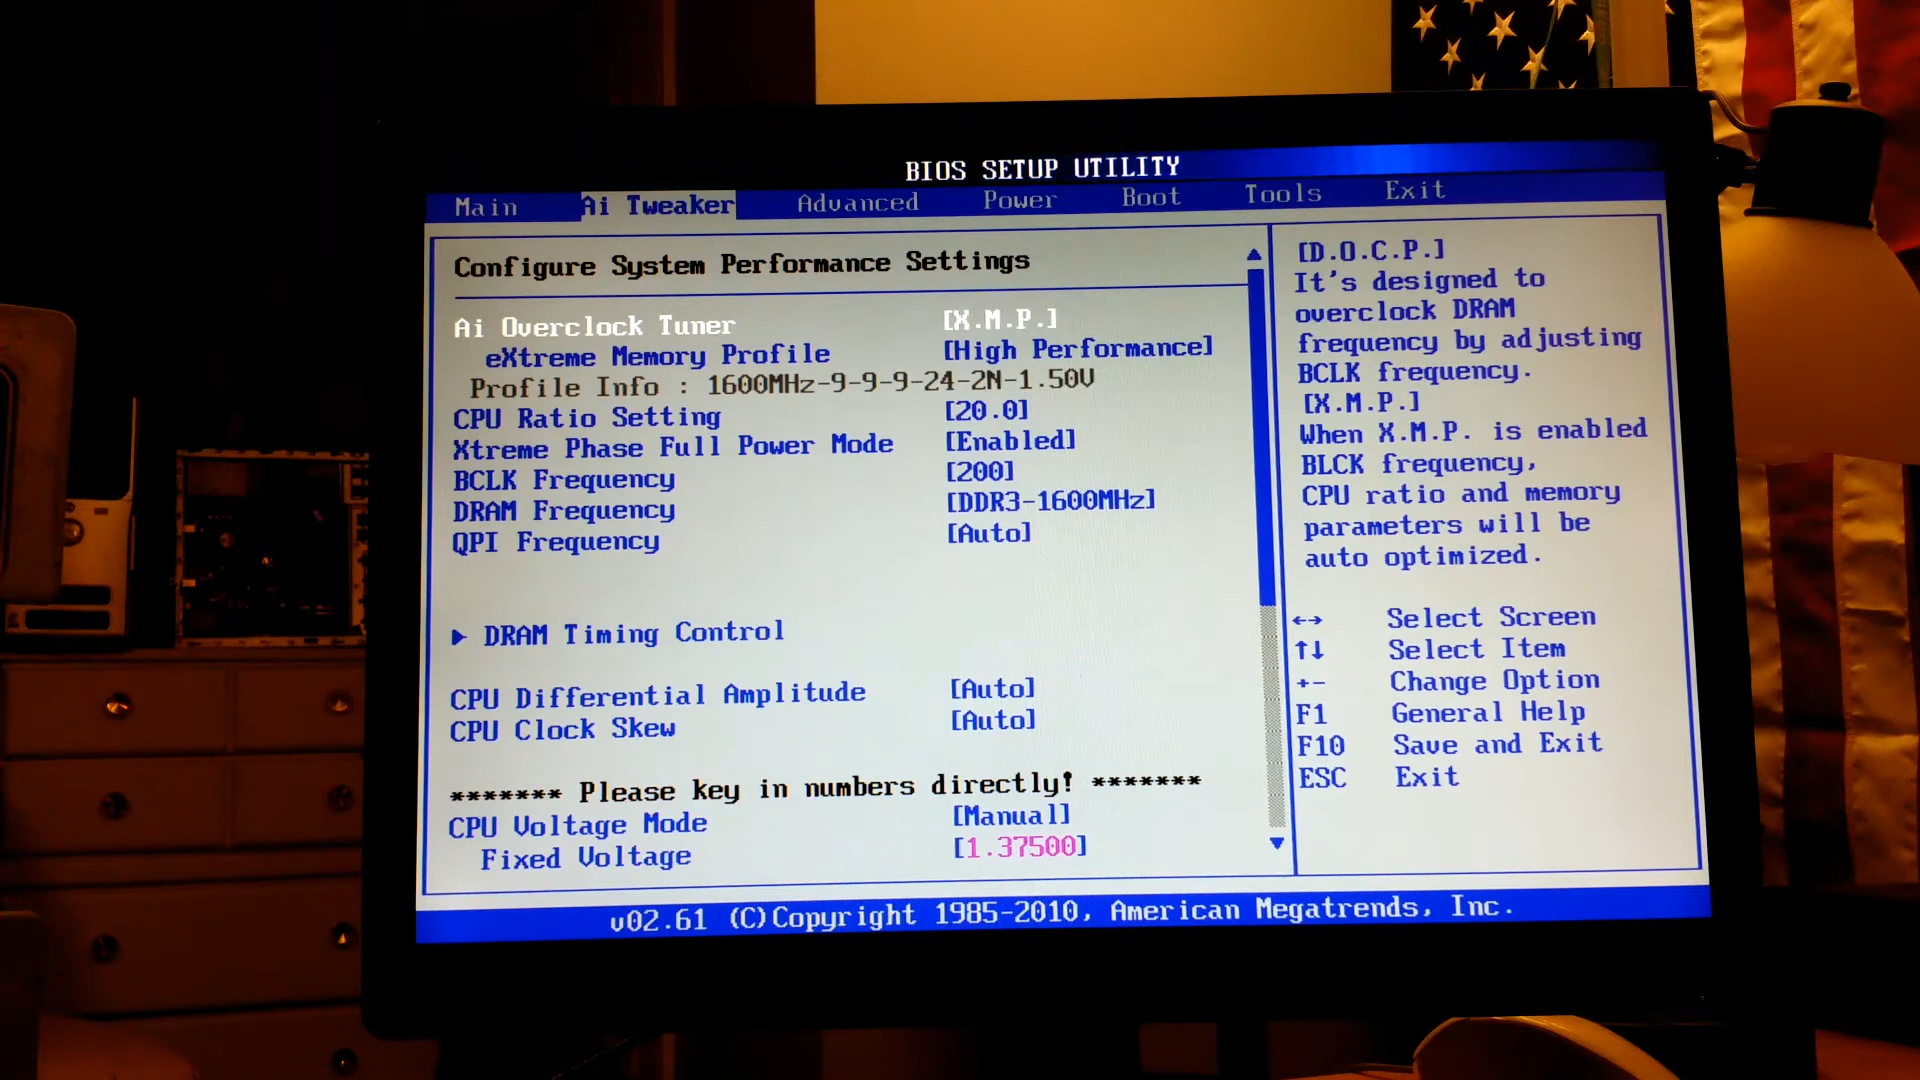 BIOS SETUP UTILITY
Main Ai Tweaker Advanced Power Boot Tools Exit
Configure System Performance Settings
Ai Overclock Tuner [X.M.P.]
eXtreme Memory Profile [High Performance]
Profile Info : 1600MHz-9-9-9-24-2N-1.50V
CPU Ratio Setting [20.0]
Xtreme Phase Full Power Mode [Enabled]
BCLK Frequency [200]
DRAM Frequency [DDR3-1600MHz]
QPI Frequency [Auto]
DRAM Timing Control
CPU Differential Amplitude [Auto]
CPU Clock Skew [Auto]
******* Please key in numbers directly! *******
CPU Voltage Mode [Manual]
Fixed Voltage [1.37500]
[D.O.C.P.]
It's designed to
overclock DRAM
frequency by adjusting
BCLK frequency.
[X.M.P.]
When X.M.P. is enabled
BLCK frequency,
CPU ratio and memory
parameters will be
auto optimized.
↔ Select Screen
↑↓ Select Item
+- Change Option
F1 General Help
F10 Save and Exit
ESC Exit
v02.61 (C)Copyright 1985-2010, American Megatrends, Inc.